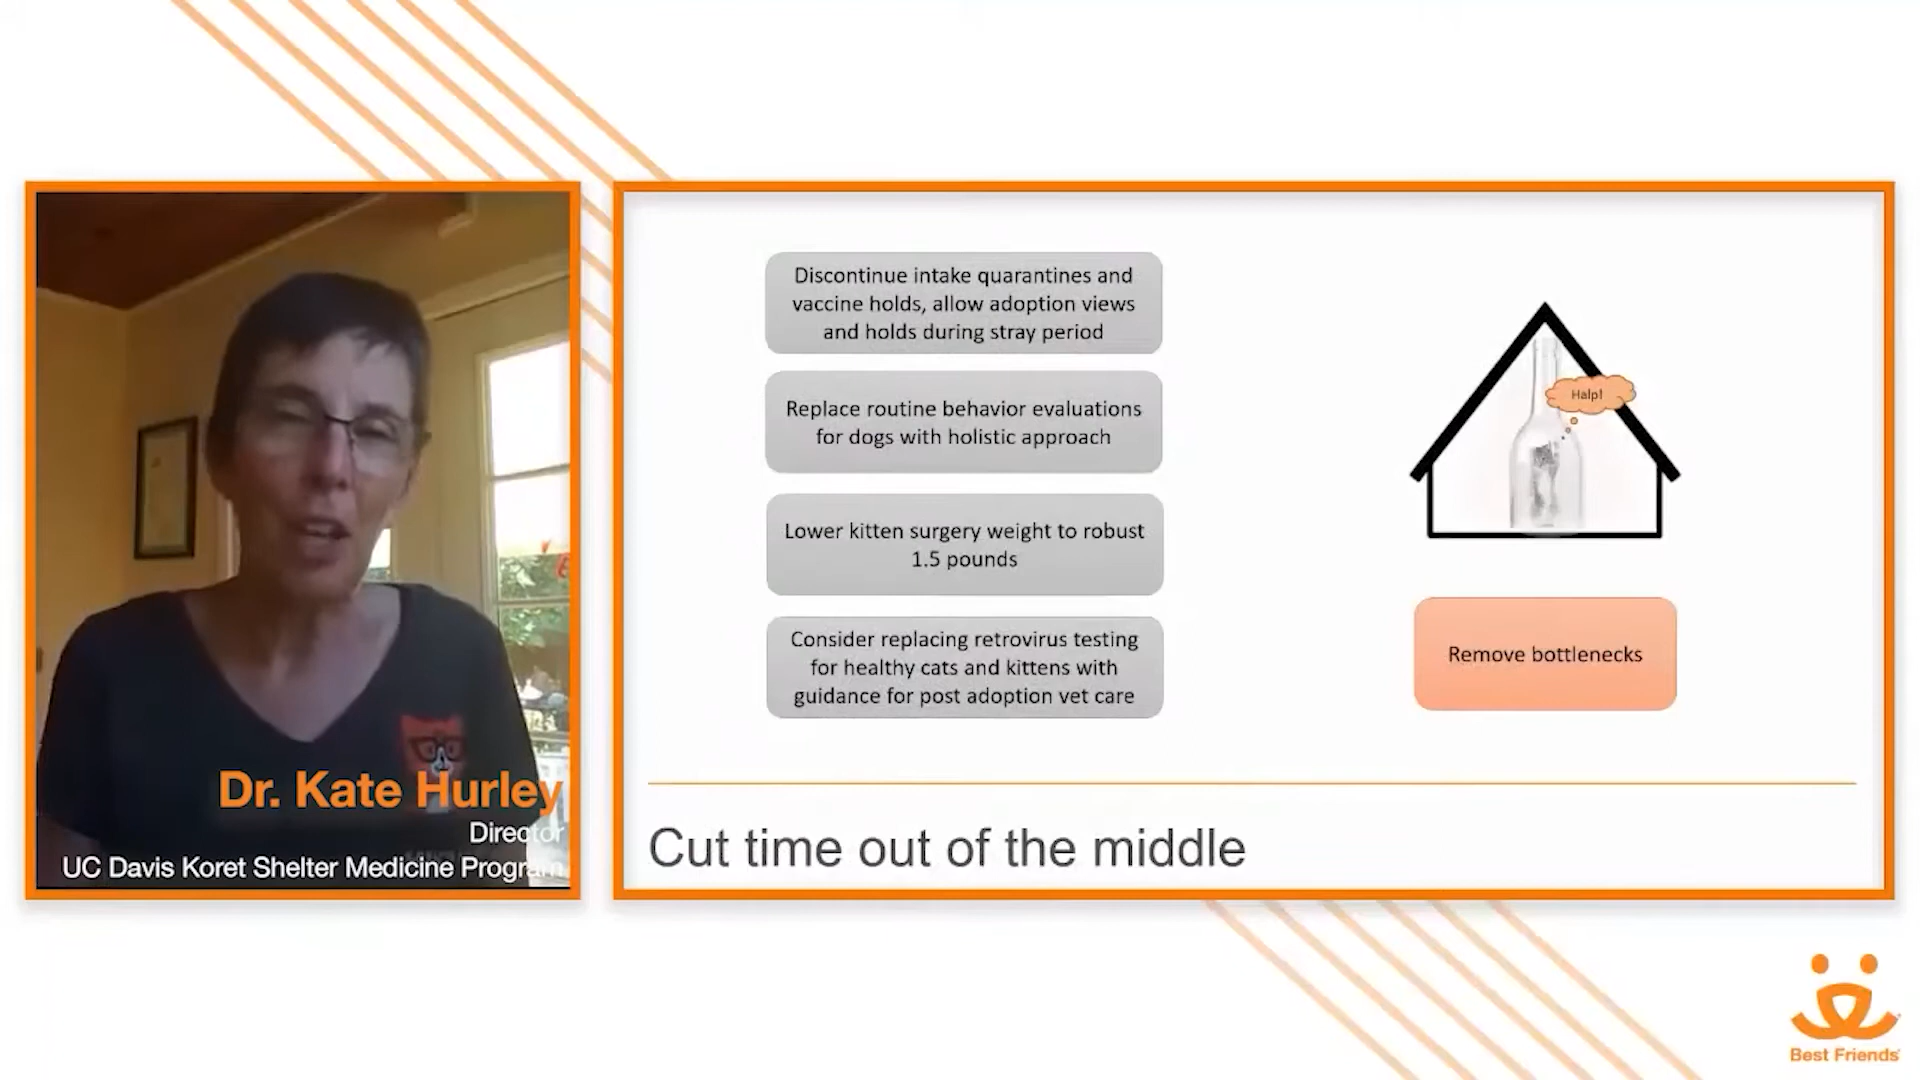 Discontinue intake quarantines and
vaccine holds, allow adoption views
and holds during stray period
Replace routine behavior evaluations
for dogs with holistic approach
Lower kitten surgery weight to robust
1.5 pounds
Consider replacing retrovirus testing
for healthy cats and kittens with
guidance for post adoption vet care
Halp!
Remove bottlenecks
Cut time out of the middle
Dr. Kate Hurley
Director
UC Davis Koret Shelter Medicine Program
Best Friends